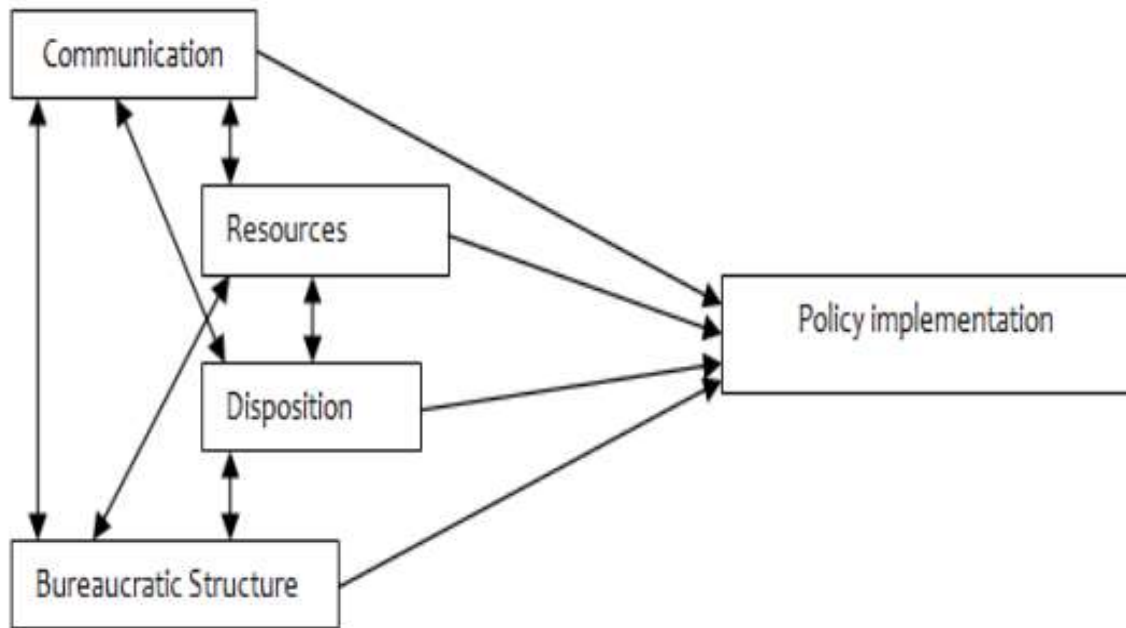 Communication
Resources
Policy implementation
Disposition
Bureaucratic Structure